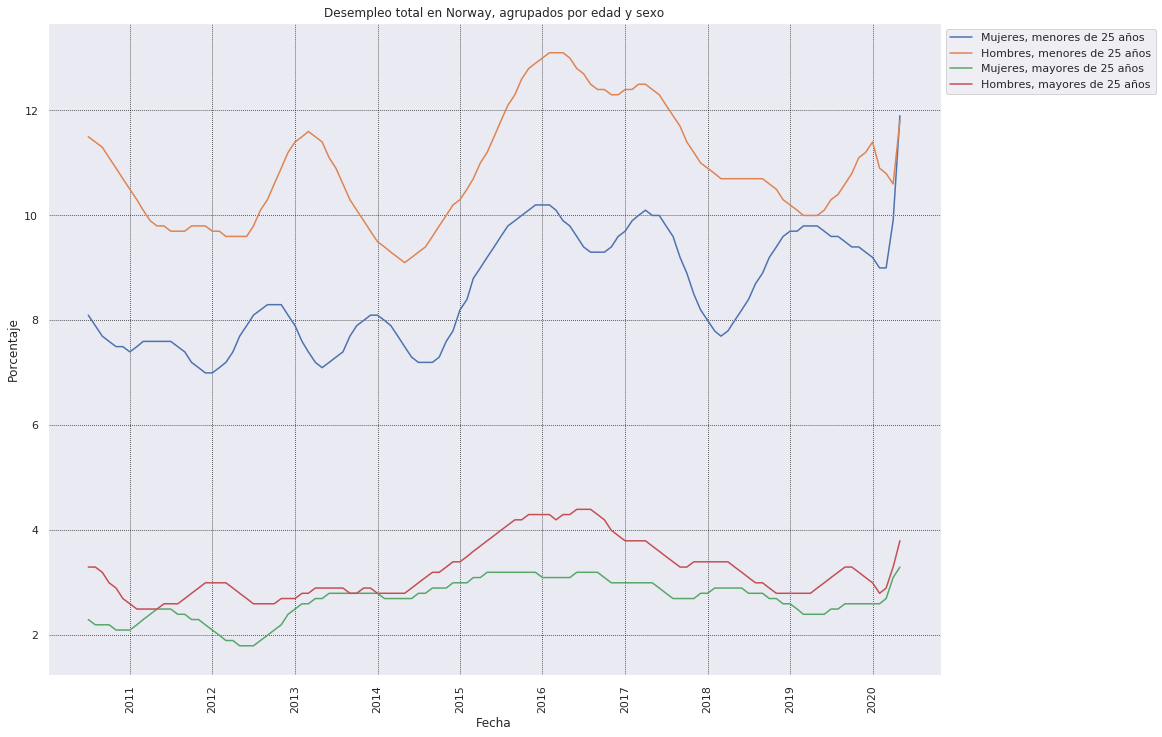 Desempleo total en Norway, agrupados por edad y sexo
Mujeres, menores de 25 años
Hombres, menores de 25 años
Mujeres, mayores de 25 años
Hombres, mayores de 25 años
Porcentaje
12
10
8
6
4
2
2011
2012
2013
2014
2015
2016
2017
2018
2019
2020
Fecha